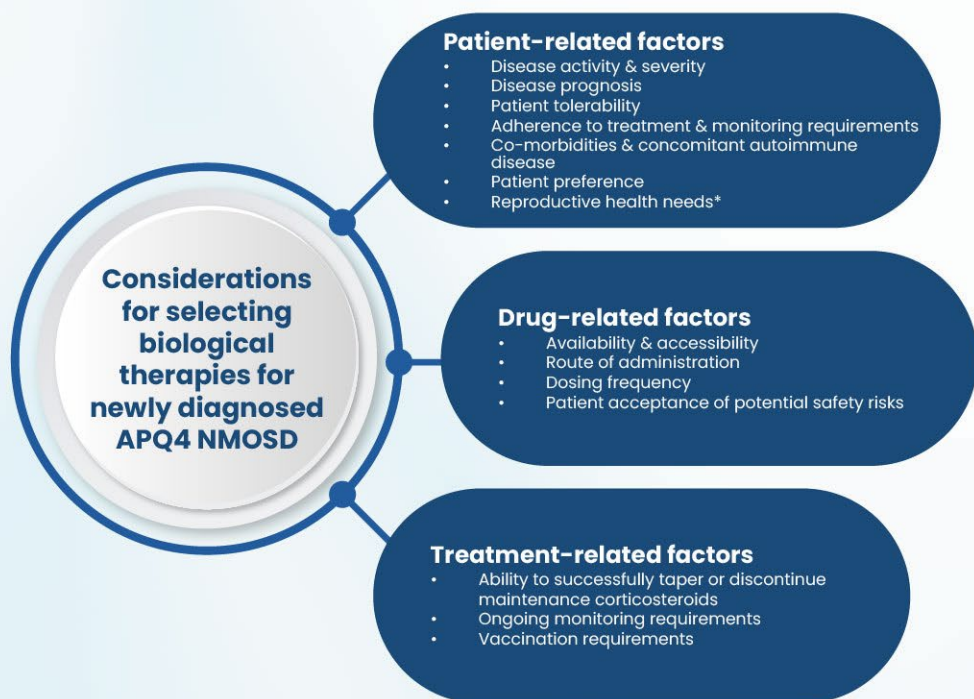 Considerations
for selecting
biological
therapies for
newly diagnosed
APQ4 NMOSD
Patient-related factors
• Disease activity & severity
• Disease prognosis
• Patient tolerability
• Adherence to treatment & monitoring requirements
• Co-morbidities & concomitant autoimmune
disease
• Patient preference
• Reproductive health needs*
Drug-related factors
• Availability & accessibility
• Route of administration
• Dosing frequency
• Patient acceptance of potential safety risks
Treatment-related factors
• Ability to successfully taper or discontinue
maintenance corticosteroids
• Ongoing monitoring requirements
• Vaccination requirements